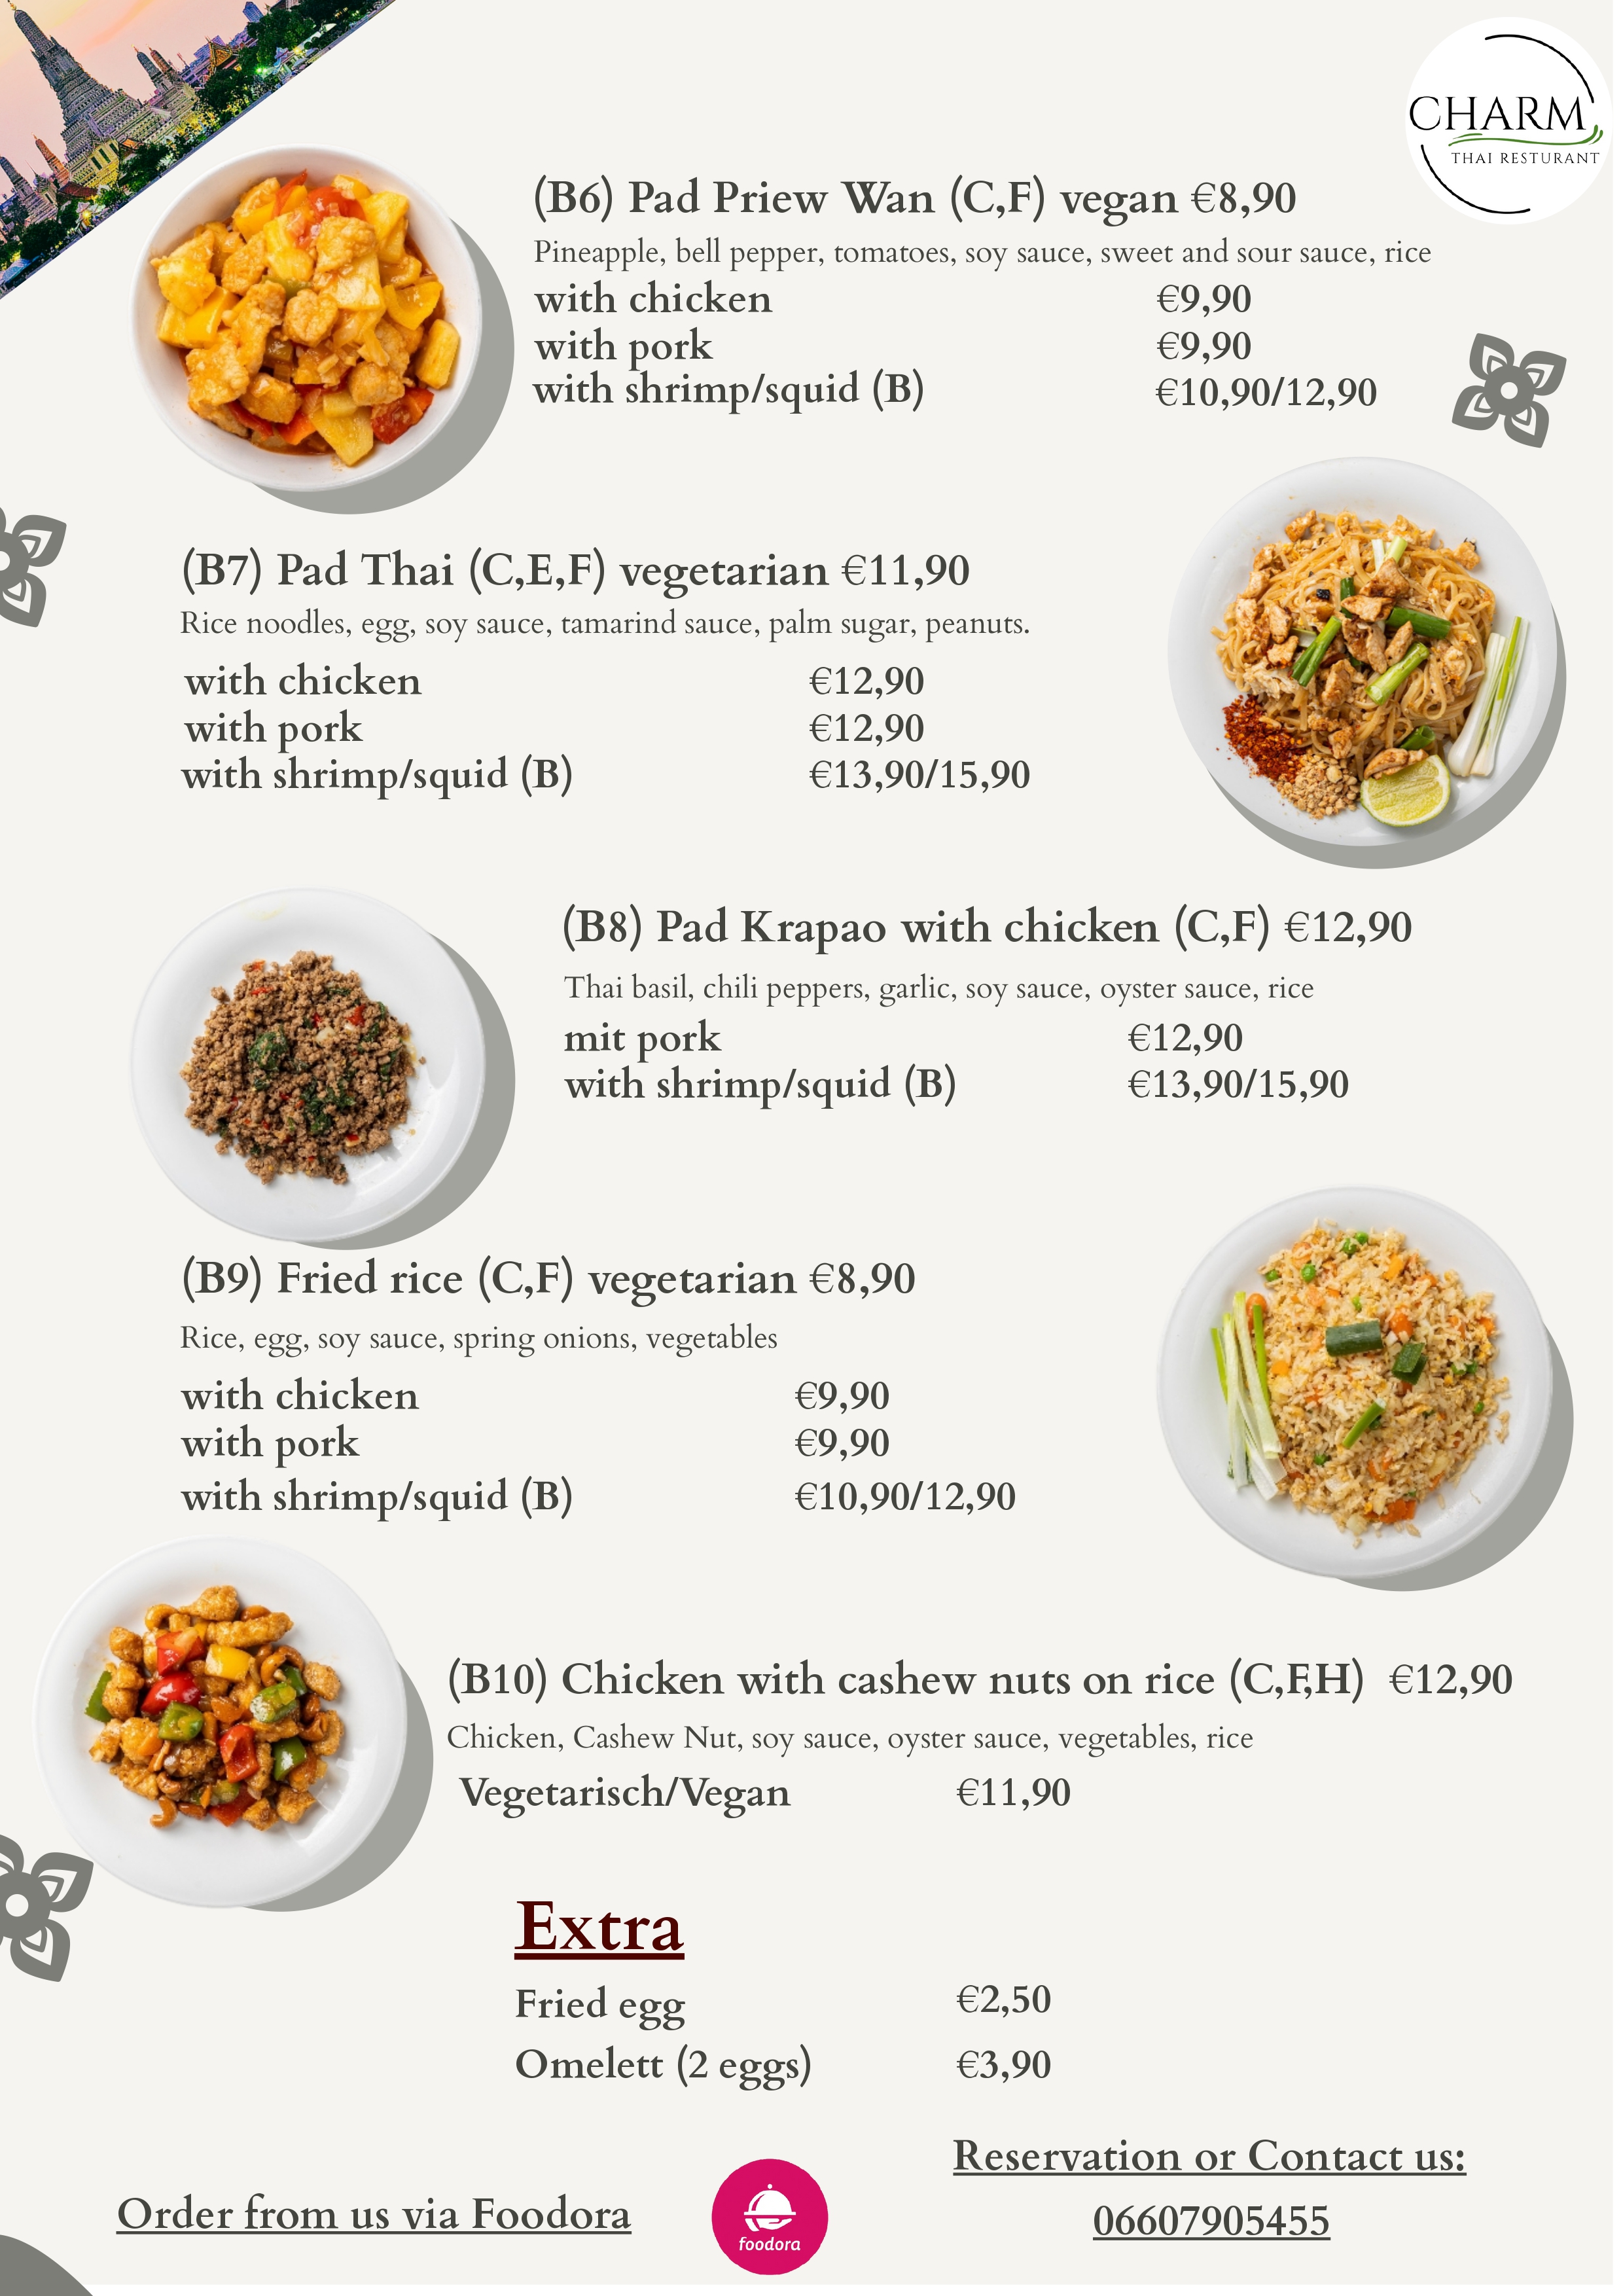 CHARM
THAI RESTURANT
(B6) Pad Priew Wan (C,F) vegan €8,90
Pineapple, bell pepper, tomatoes, soy sauce, sweet and sour sauce, rice
with chicken €9,90
with pork €9,90
with shrimp/squid (B) €10,90/12,90
(B7) Pad Thai (C,E,F) vegetarian €11,90
Rice noodles, egg, soy sauce, tamarind sauce, palm sugar, peanuts.
with chicken €12,90
with pork €12,90
with shrimp/squid (B) €13,90/15,90
(B8) Pad Krapao with chicken (C,F) €12,90
Thai basil, chili peppers, garlic, soy sauce, oyster sauce, rice
mit pork €12,90
with shrimp/squid (B) €13,90/15,90
(B9) Fried rice (C,F) vegetarian €8,90
Rice, egg, soy sauce, spring onions, vegetables
with chicken €9,90
with pork €9,90
with shrimp/squid (B) €10,90/12,90
(B10) Chicken with cashew nuts on rice (C,F,H) €12,90
Chicken, Cashew Nut, soy sauce, oyster sauce, vegetables, rice
Vegetarisch/Vegan €11,90
Extra
Fried egg €2,50
Omelett (2 eggs) €3,90
Order from us via Foodora
foodora
Reservation or Contact us:
06607905455